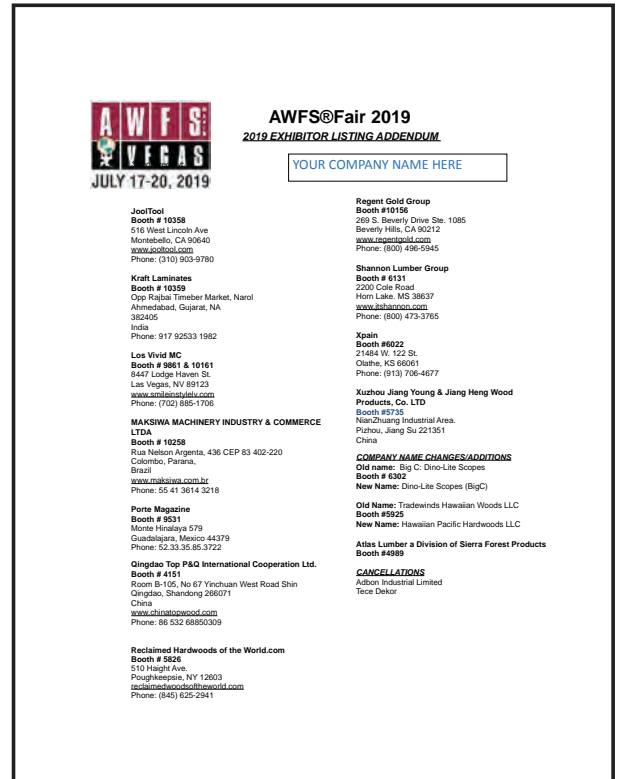 AWFS
VEGAS
JULY 17-20, 2019
AWFS®Fair 2019
2019 EXHIBITOR LISTING ADDENDUM
YOUR COMPANY NAME HERE
JoolTool
Booth # 10358
516 West Lincoln Ave
Montebello, CA 90640
www.jooltool.com
Phone: (310) 903-9780
Kraft Laminates
Booth # 10359
Opp Rajbai Timeber Market, Narol
Ahmedabad, Gujarat, NA
382405
India
Phone: 917 92533 1982
Los Vivid MC
Booth # 9861 & 10161
8447 Lodge Haven St.
Las Vegas, NV 89123
www.smileinstylelv.com
Phone: (702) 885-1706
MAKSIWA MACHINERY INDUSTRY & COMMERCE
LTDA
Booth # 10258
Rua Nelson Argenta, 436 CEP 83 402-220
Colombo, Parana,
Brazil
www.maksiwa.com.br
Phone: 55 41 3614 3218
Porte Magazine
Booth # 9531
Monte Hinalaya 579
Guadalajara, Mexico 44379
Phone: 52.33.35.85.3722
Qingdao Top P&Q International Cooperation Ltd.
Booth # 4151
Room B-105, No 67 Yinchuan West Road Shin
Qingdao, Shandong 266071
China
www.chinatopwood.com
Phone: 86 532 68850309
Reclaimed Hardwoods of the World.com
Booth # 5826
510 Haight Ave.
Poughkeepsie, NY 12603
reclaimedwoodsoftheworld.com
Phone: (845) 625-2941
Regent Gold Group
Booth #10156
269 S. Beverly Drive Ste. 1085
Beverly Hills, CA 90212
www.regentgold.com
Phone: (800) 496-5945
Shannon Lumber Group
Booth # 6131
2200 Cole Road
Horn Lake. MS 38637
www.jtshannon.com
Phone: (800) 473-3765
Xpain
Booth #6022
21484 W. 122 St.
Olathe, KS 66061
Phone: (913) 706-4677
Xuzhou Jiang Young & Jiang Heng Wood
Products, Co. LTD
Booth #5735
NianZhuang Industrial Area.
Pizhou, Jiang Su 221351
China
COMPANY NAME CHANGES/ADDITIONS
Old name: Big C: Dino-Lite Scopes
Booth # 6302
New Name: Dino-Lite Scopes (BigC)
Old Name: Tradewinds Hawaiian Woods LLC
Booth #5925
New Name: Hawaiian Pacific Hardwoods LLC
Atlas Lumber a Division of Sierra Forest Products
Booth #4989
CANCELLATIONS
Adbon Industrial Limited
Tece Dekor